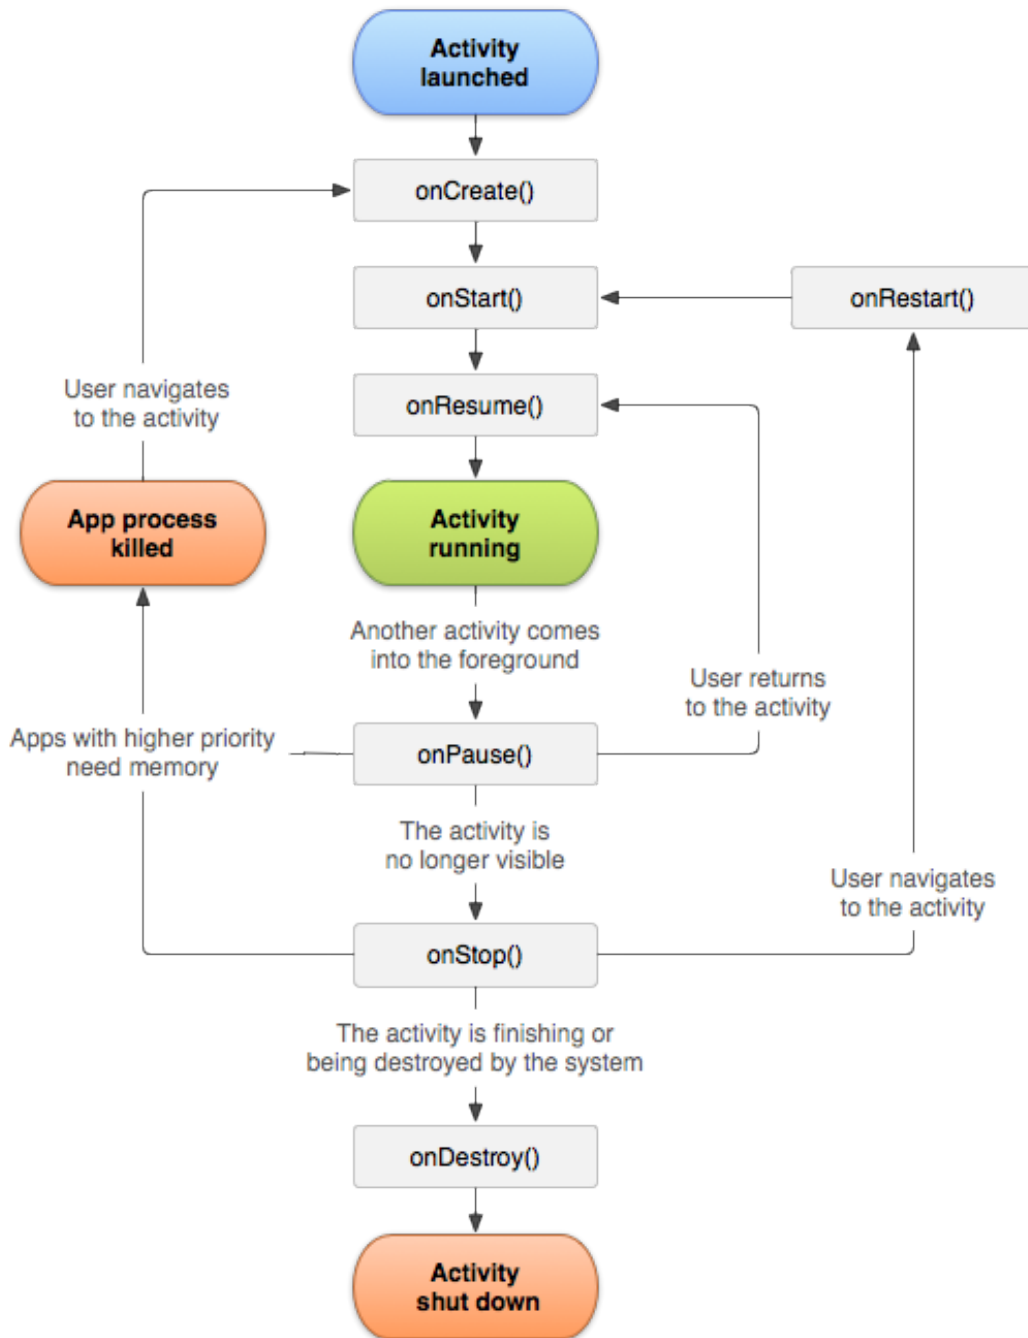 Activity
launched
onCreate()
onStart()
onRestart()
User navigates
to the activity
onResume()
App process
killed
Activity
running
Another activity comes
into the foreground
User returns
to the activity
Apps with higher priority
need memory
onPause()
The activity is
no longer visible
User navigates
to the activity
onStop()
The activity is finishing or
being destroyed by the system
onDestroy()
Activity
shut down